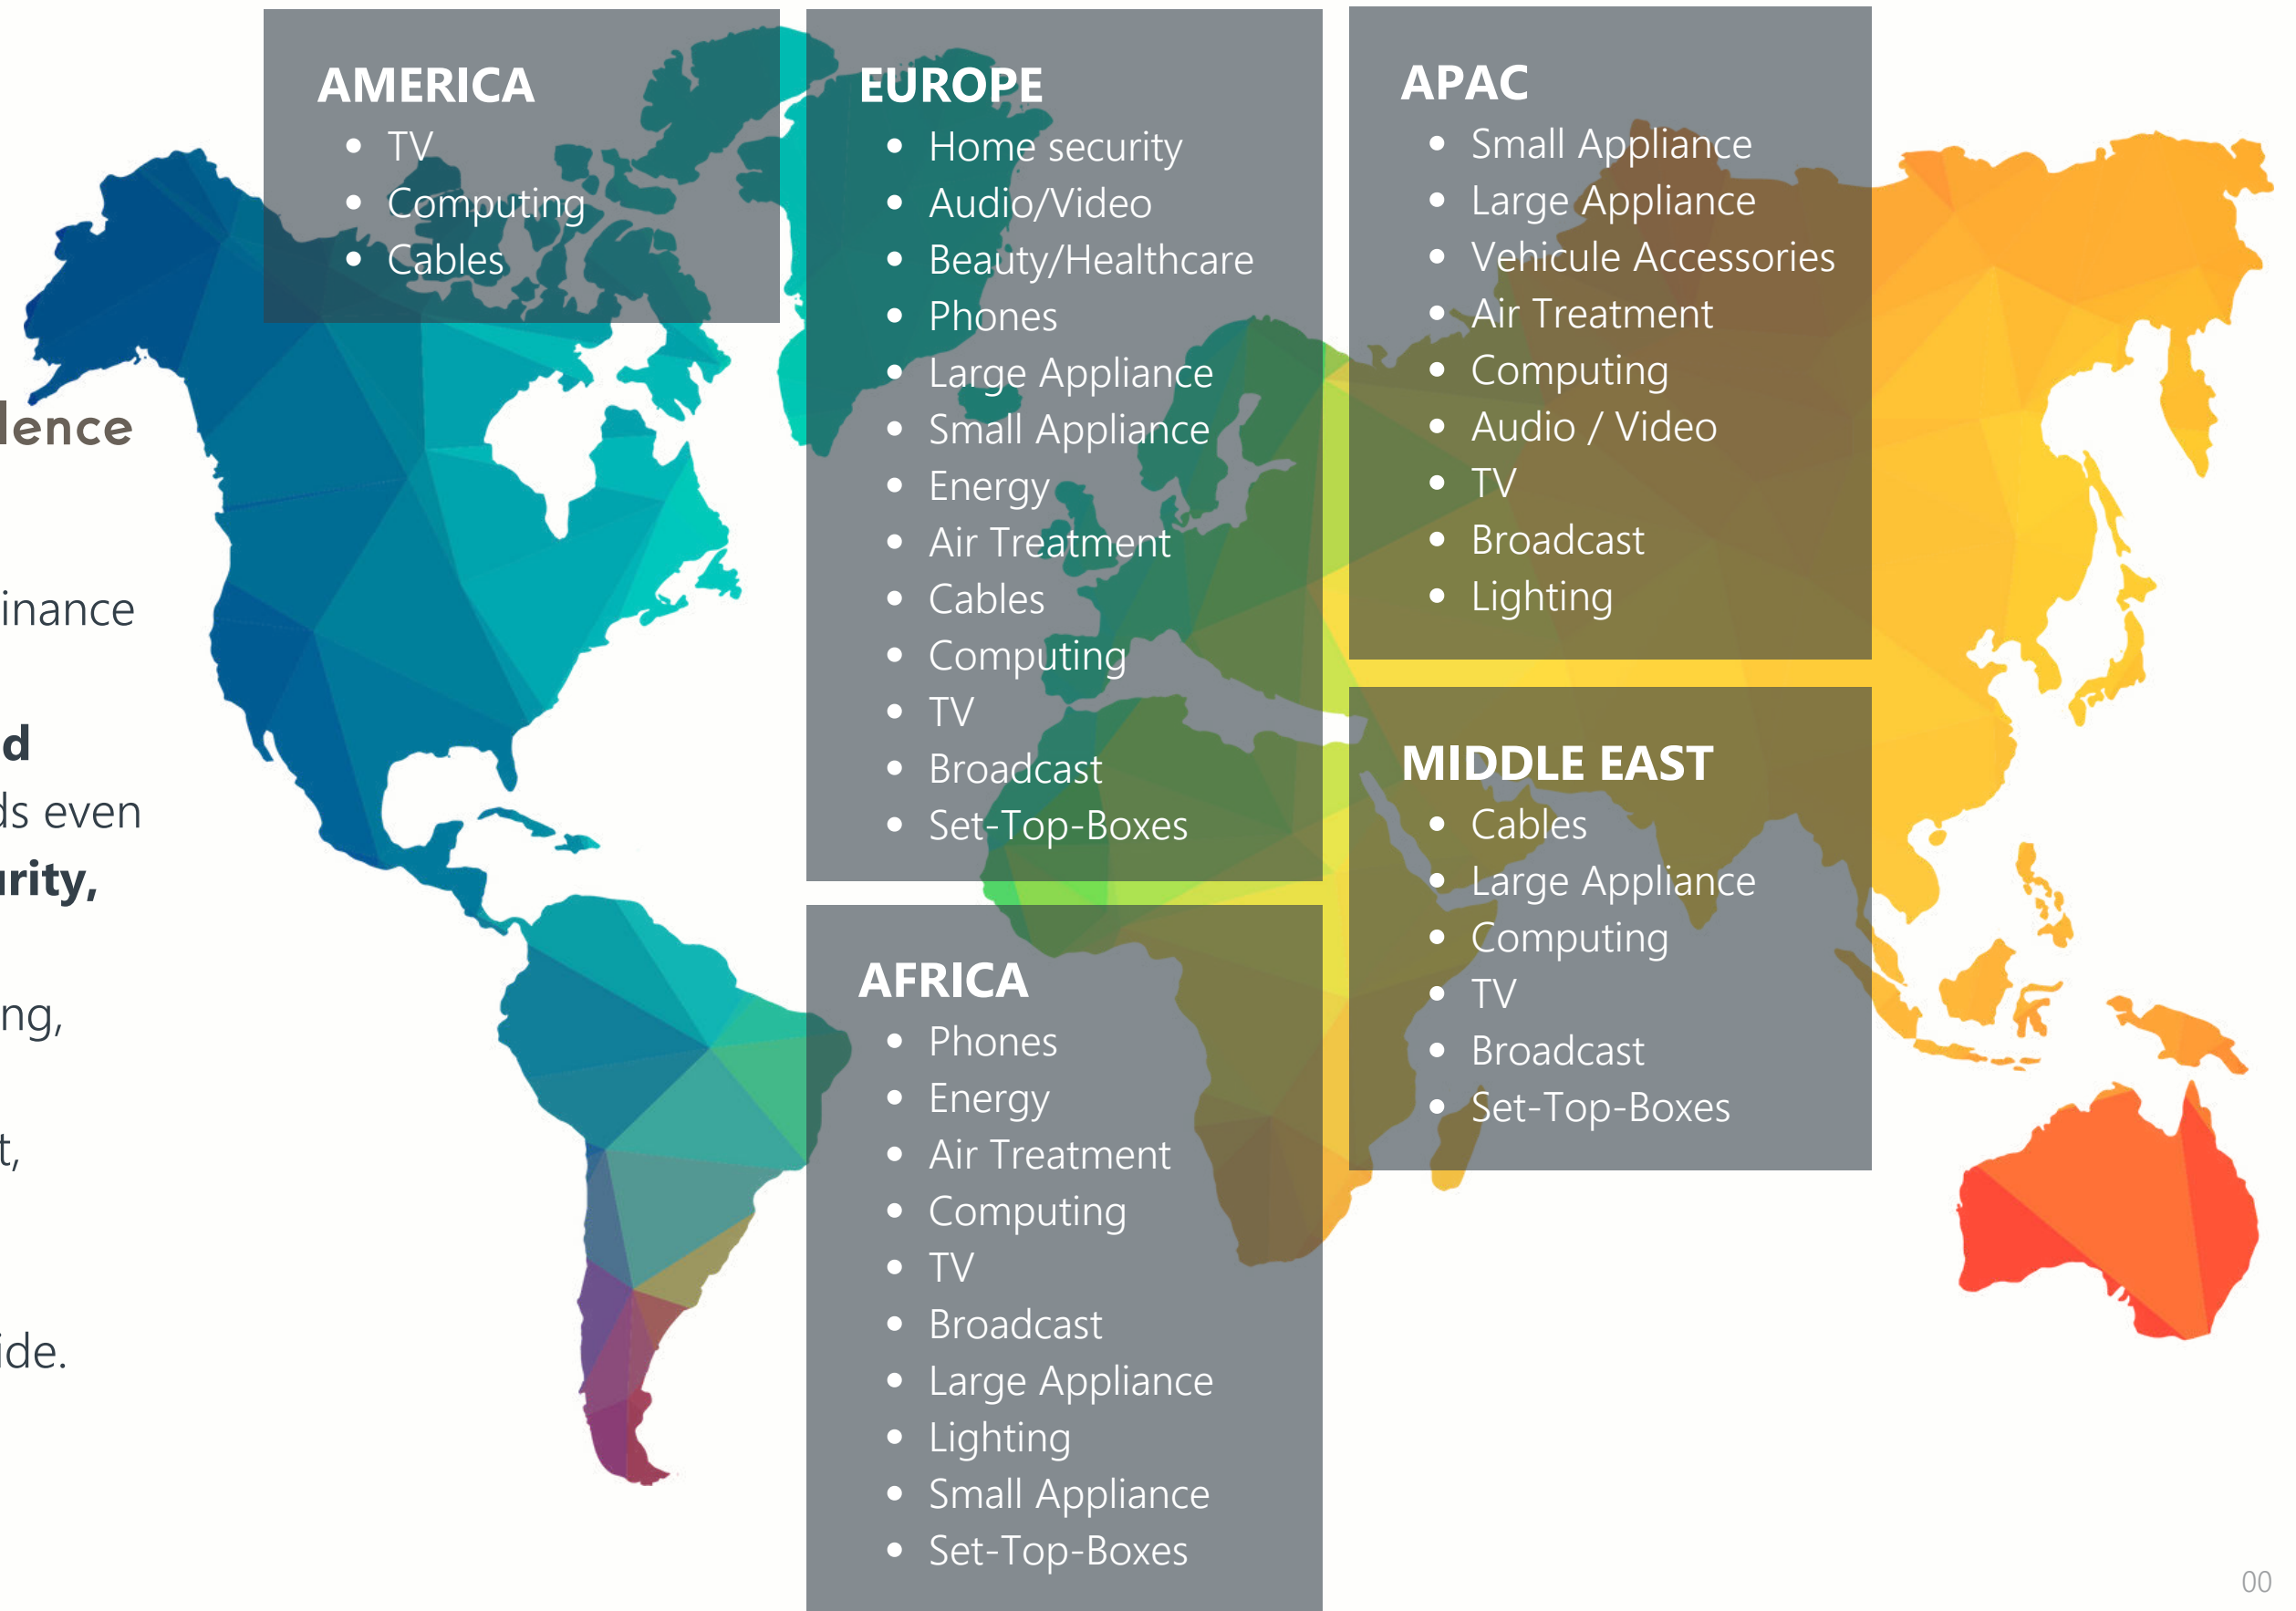 inance
d
ds even
ng,
t,
AMERICA
TV
Computing
Cables
EUROPE
Home security
Audio/Video
Beauty/Healthcare
Phones
Large Appliance
Small Appliance
Energy
Air Treatment
Cables
Computing
TV
Broadcast
Set-Top-Boxes
AFRICA
Phones
Energy
Air Treatment
Computing
TV
Broadcast
Large Appliance
Lighting
Small Appliance
Set-Top-Boxes
APAC
Small Appliance
Large Appliance
Vehicule Accessories
Air Treatment
Computing
Audio / Video
TV
Broadcast
Lighting
MIDDLE EAST
Cables
Large Appliance
Computing
TV
Broadcast
Set-Top-Boxes
00